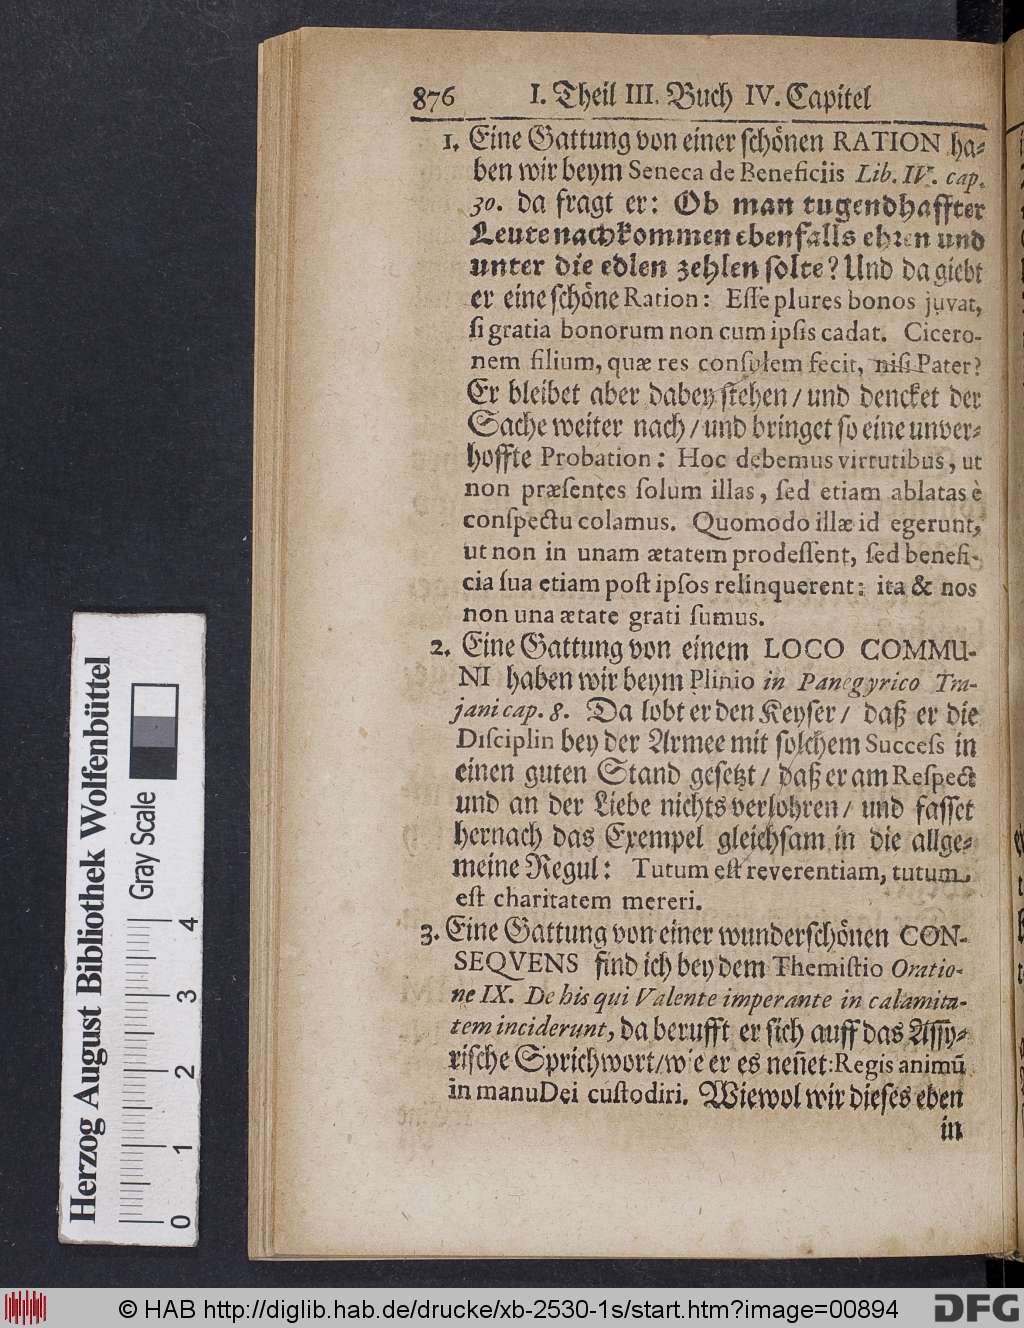 876 I. Theil III. Buch IV. Capitel
1. Eine Gattung von einer schönen RATION ha-
ben wir beym Seneca de Beneficiis Lib. IV. cap.
30. da fragt er: Ob man tugendhaffter
Leute nachkommen ebenfalls ehren und
unter die edlen zehlen solte? Und da giebt
er eine schöne Ration: Esse plures bonos juvat,
si gratia bonorum non cum ipsis cadat. Cicero-
nem filium, quæ res consulem fecit, nisi Pater?
Er bleibet aber dabey stehen / und dencket der
Sache weiter nach / und bringet so eine unver-
hoffte Probation: Hoc debemus virtutibus, ut
non præsentes solum illas, sed etiam ablatas è
conspectu colamus. Quomodo illæ id egerunt,
ut non in unam ætatem prodessent, sed benefi-
cia sua etiam post ipsos relinquerent: ita & nos
non una ætate grati sumus.
2. Eine Gattung von einem LOCO COMMU-
NI haben wir beym Plinio in Panegyrico Tra-
jani cap. 8. Da lobt er den Keyser / daß er die
Disciplin bey der Armee mit solchem Success in
einen guten Stand gesetzt / daß er am Respect
und an der Liebe nichts verlohren / und fasset
hernach das Exempel gleichsam in die allge-
meine Regul: Tutum est reverentiam, tutum
est charitatem mereri.
3. Eine Gattung von einer wunderschönen CON-
SEQVENS find ich bey dem Themistio Oratio-
ne IX. De his qui Valente imperante in calamita-
tem inciderunt, da berufft er sich auff das Assy-
rische Sprichwort/wie er es neñet: Regis animũ
in manu Dei custodiri. Wiewol wir dieses eben
in
Herzog August Bibliothek Wolfenbüttel
Gray Scale
0 1 2 3 4
© HAB http://diglib.hab.de/drucke/xb-2530-1s/start.htm?image=00894
DFG